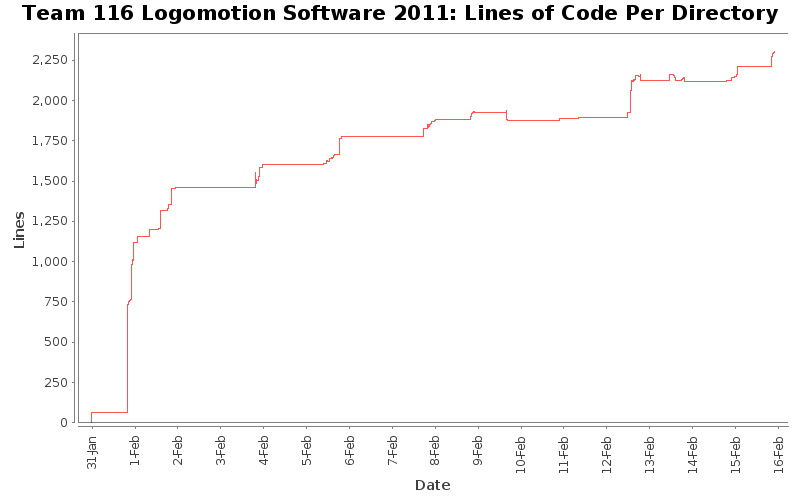 Team 116 Logomotion Software 2011: Lines of Code Per Directory
2,250
2,000
1,750
1,500
1,250
1,000
750
500
250
0
Lines
31-Jan
1-Feb
2-Feb
3-Feb
4-Feb
5-Feb
6-Feb
7-Feb
8-Feb
9-Feb
10-Feb
11-Feb
12-Feb
13-Feb
14-Feb
15-Feb
16-Feb
Date